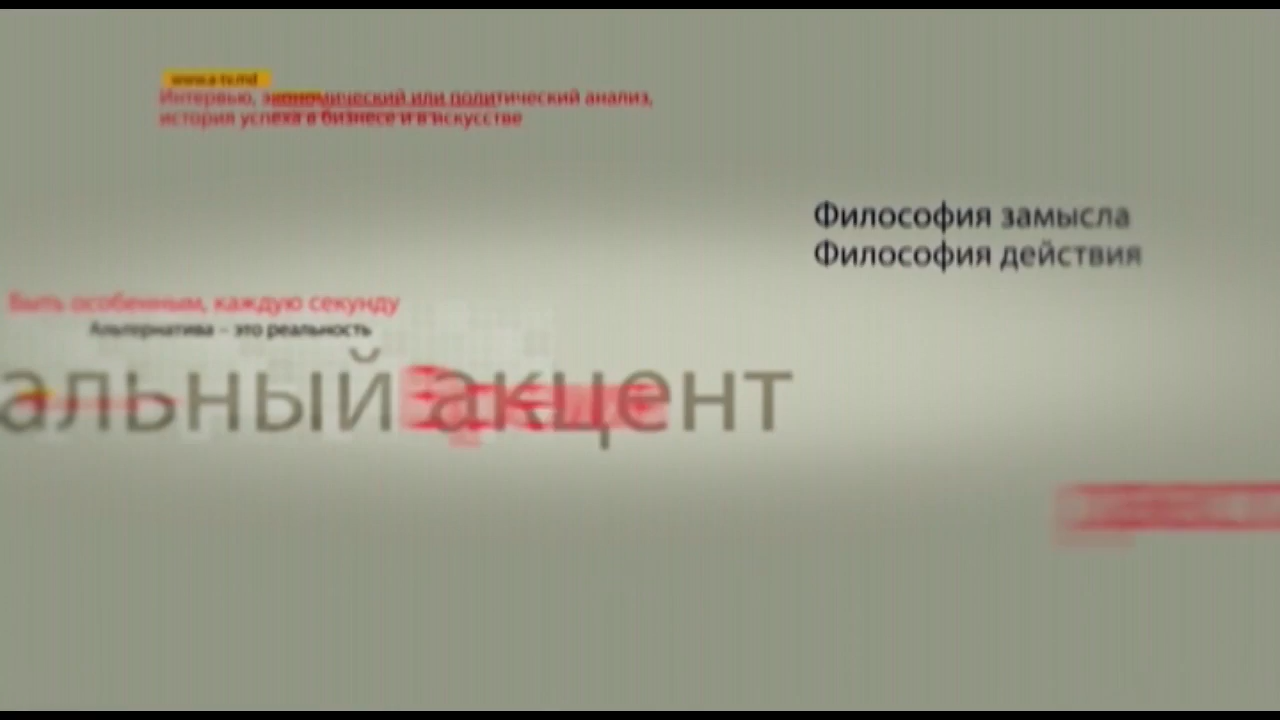 www.a-tv.md
Интервью, экономический или политический анализ,
история успеха в бизнесе и в искусстве
Философия замысла
Философия действия
Быть особенным, каждую секунду
Альтернатива – это реальность
альный акцент